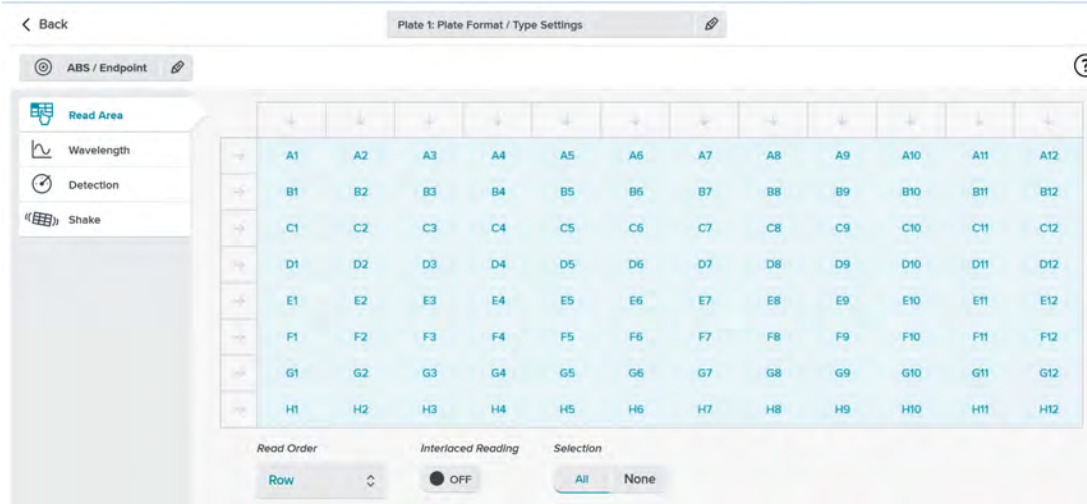 Back
Plate 1: Plate Format / Type Settings
ABS / Endpoint
?
Read Area
Wavelength
Detection
Shake
A1 A2 A3 A4 A5 A6 A7 A8 A9 A10 A11 A12
B1 B2 B3 B4 B5 B6 B7 B8 B9 B10 B11 B12
C1 C2 C3 C4 C5 C6 C7 C8 C9 C10 C11 C12
D1 D2 D3 D4 D5 D6 D7 D8 D9 D10 D11 D12
E1 E2 E3 E4 E5 E6 E7 E8 E9 E10 E11 E12
F1 F2 F3 F4 F5 F6 F7 F8 F9 F10 F11 F12
G1 G2 G3 G4 G5 G6 G7 G8 G9 G10 G11 G12
H1 H2 H3 H4 H5 H6 H7 H8 H9 H10 H11 H12
Read Order Interlaced Reading Selection
Row OFF All None